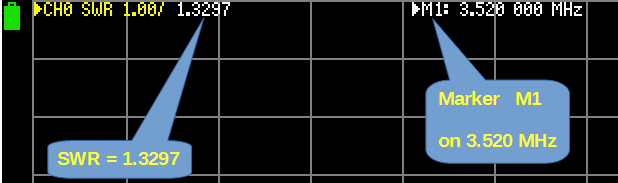 CH0 SWR 1.00/ 1.3297
M1: 3.520 000 MHz
Marker M1
on 3.520 MHz
SWR = 1.3297